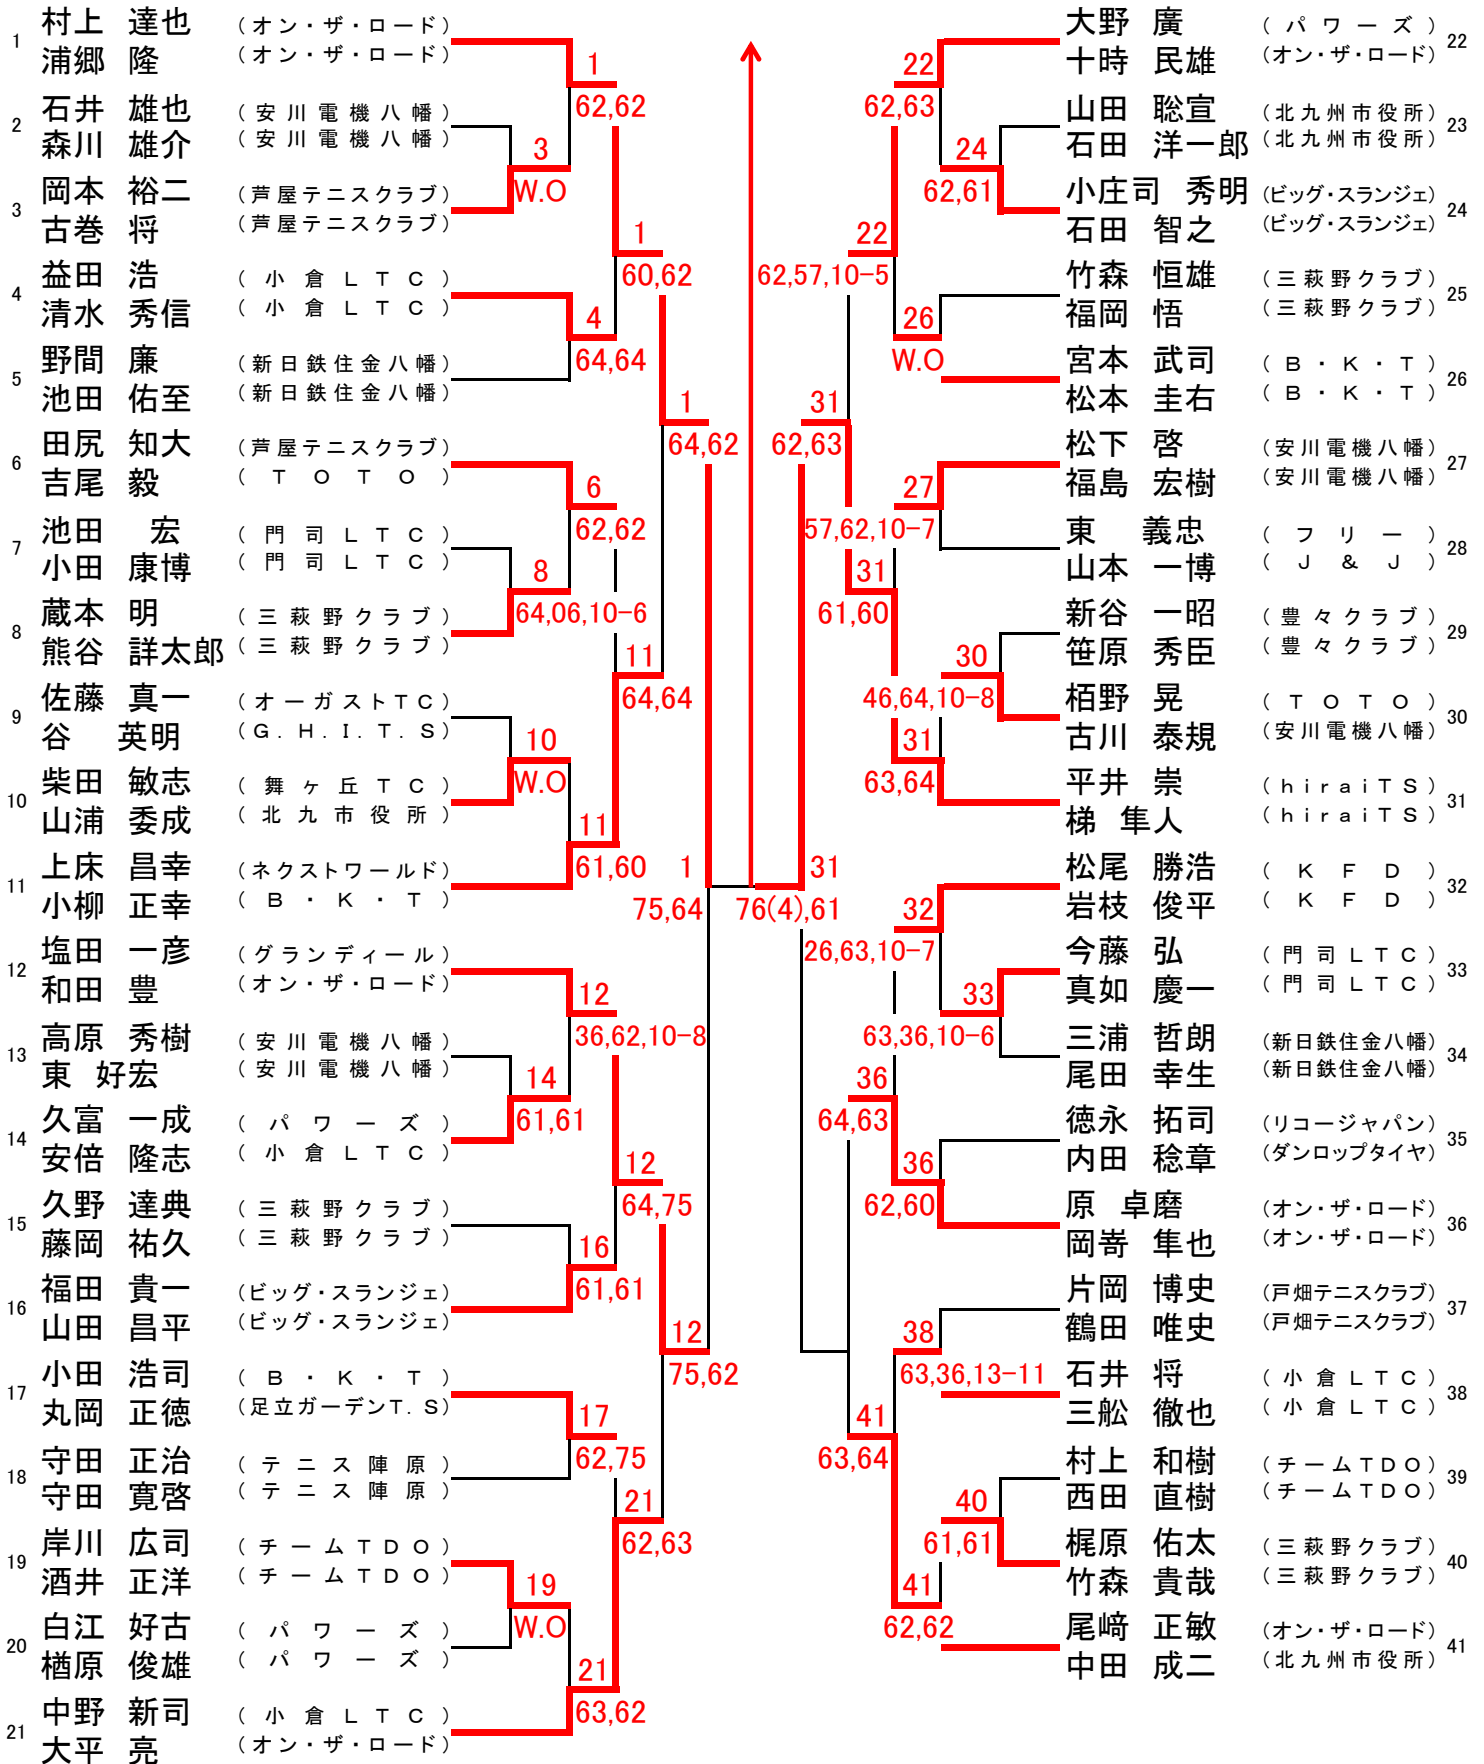 1 村上 達也 (オン・ザ・ロード)
浦郷 隆 (オン・ザ・ロード)
2 石井 雄也 (安川電機八幡)
森川 雄介 (安川電機八幡)
3 岡本 裕二 (芦屋テニスクラブ)
古巻 将 (芦屋テニスクラブ)
4 益田 浩 (小倉LTC)
清水 秀信 (小倉LTC)
5 野間 廉 (新日鉄住金八幡)
池田 佑至 (新日鉄住金八幡)
6 田尻 知大 (芦屋テニスクラブ)
吉尾 毅 (TOTO)
7 池田 宏 (門司LTC)
小田 康博 (門司LTC)
8 蔵本 明 (三萩野クラブ)
熊谷 詳太郎 (三萩野クラブ)
9 佐藤 真一 (オーガストTC)
谷 英明 (G.H.I.T.S)
10 柴田 敏志 (舞ヶ丘TC)
山浦 委成 (北九市役所)
11 上床 昌幸 (ネクストワールド)
小柳 正幸 (B・K・T)
12 塩田 一彦 (グランディール)
和田 豊 (オン・ザ・ロード)
13 高原 秀樹 (安川電機八幡)
東 好宏 (安川電機八幡)
14 久富 一成 (パワーズ)
安倍 隆志 (小倉LTC)
15 久野 達典 (三萩野クラブ)
藤岡 祐久 (三萩野クラブ)
16 福田 貴一 (ビッグ・スランジェ)
山田 昌平 (ビッグ・スランジェ)
17 小田 浩司 (B・K・T)
丸岡 正徳 (足立ガーデンT.S)
18 守田 正治 (テニス陣原)
守田 寛啓 (テニス陣原)
19 岸川 広司 (チームTDO)
酒井 正洋 (チームTDO)
20 白江 好古 (パワーズ)
楢原 俊雄 (パワーズ)
21 中野 新司 (小倉LTC)
大平 亮 (オン・ザ・ロード)
3
W.O
8
64,06,10-6
10
W.O
14
61,61
19
W.O
1
62,62
4
64,64
6
62,62
11
61,60
12
36,62,10-8
16
61,61
17
62,75
21
63,62
1
60,62
11
64,64
12
64,75
21
62,63
1
64,62
12
75,62
1
75,64
31
76(4),61
31
62,63
22
62,57,10-5
31
61,60
36
64,63
41
63,64
22
62,63
26
W.O
27
57,62,10-7
31
63,64
32
26,63,10-7
36
62,60
38
63,36,13-11
41
62,62
24
62,61
30
46,64,10-8
33
63,36,10-6
40
61,61
大野 廣 (パワーズ) 22
十時 民雄 (オン・ザ・ロード)
山田 聡宣 (北九州市役所) 23
石田 洋一郎 (北九州市役所)
小庄司 秀明 (ビッグ・スランジェ) 24
石田 智之 (ビッグ・スランジェ)
竹森 恒雄 (三萩野クラブ) 25
福岡 悟 (三萩野クラブ)
宮本 武司 (B・K・T) 26
松本 圭右 (B・K・T)
松下 啓 (安川電機八幡) 27
福島 宏樹 (安川電機八幡)
東 義忠 (フリー) 28
山本 一博 (J&J)
新谷 一昭 (豊々クラブ) 29
笹原 秀臣 (豊々クラブ)
栢野 晃 (TOTO) 30
古川 泰規 (安川電機八幡)
平井 崇 (hiraiTS) 31
梯 隼人 (hiraiTS)
松尾 勝浩 (KFD) 32
岩枝 俊平 (KFD)
今藤 弘 (門司LTC) 33
真如 慶一 (門司LTC)
三浦 哲朗 (新日鉄住金八幡) 34
尾田 幸生 (新日鉄住金八幡)
徳永 拓司 (リコージャパン) 35
内田 稔章 (ダンロップタイヤ)
原 卓磨 (オン・ザ・ロード) 36
岡嵜 隼也 (オン・ザ・ロード)
片岡 博史 (戸畑テニスクラブ) 37
鶴田 唯史 (戸畑テニスクラブ)
石井 将 (小倉LTC) 38
三舩 徹也 (小倉LTC)
村上 和樹 (チームTDO) 39
西田 直樹 (チームTDO)
梶原 佑太 (三萩野クラブ) 40
竹森 貴哉 (三萩野クラブ)
尾﨑 正敏 (オン・ザ・ロード) 41
中田 成二 (北九州市役所)